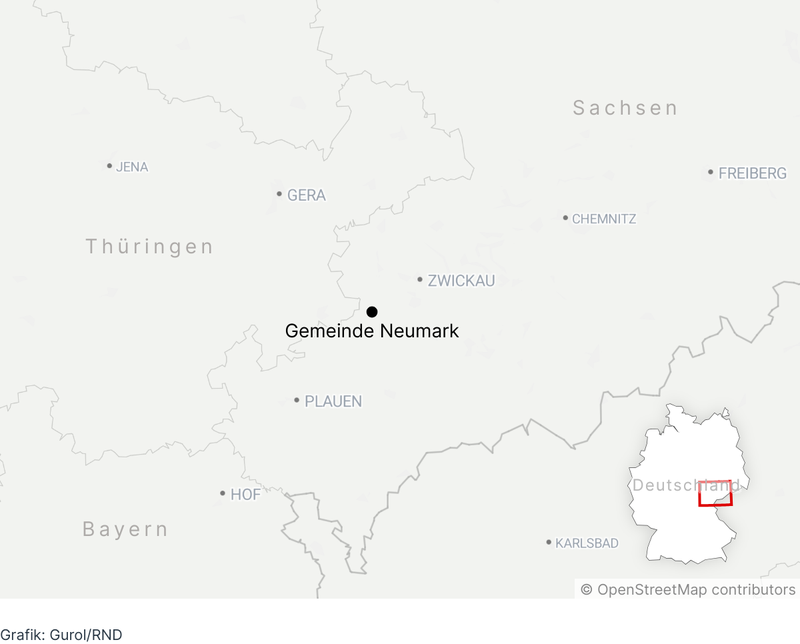 Sachsen
JENA
FREIBERG
GERA
CHEMNITZ
Thüringen
ZWICKAU
Gemeinde Neumark
PLAUEN
Deutschland
HOF
Bayern
KARLSBAD
© OpenStreetMap contributors
Grafik: Gurol/RND